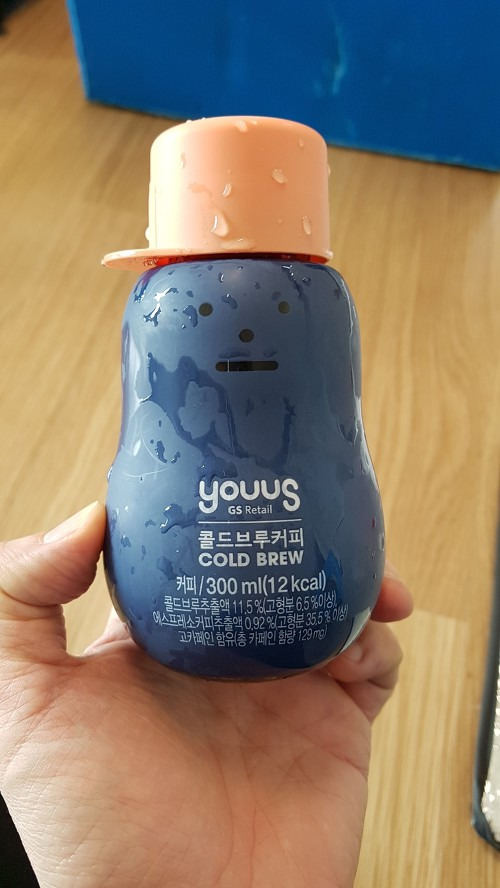 youus
GS Retail
콜드브루커피
COLD BREW
커피/300 ml(12 kcal)
콜드브루추출액 11.5 %(고형분 6.5 %이상)
에스프레소커피추출액 0.92 %(고형분 35.5 % 이상)
고카페인 함유(총 카페인 함량 129 mg)